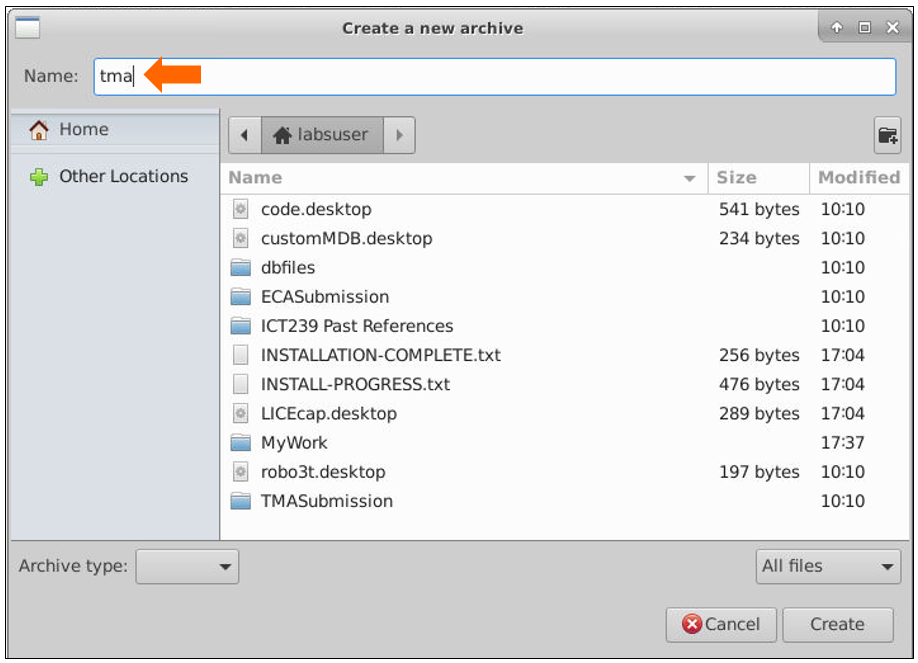 Create a new archive
Name: tma
Home
Other Locations
labsuser
Name Size Modified
code.desktop 541 bytes 10:10
customMDB.desktop 234 bytes 10:10
dbfiles 10:10
ECASubmission 10:10
ICT239 Past References 10:10
INSTALLATION-COMPLETE.txt 256 bytes 17:04
INSTALL-PROGRESS.txt 476 bytes 17:04
LICEcap.desktop 289 bytes 17:04
MyWork 17:37
robo3t.desktop 197 bytes 10:10
TMASubmission 10:10
Archive type: All files
Cancel Create